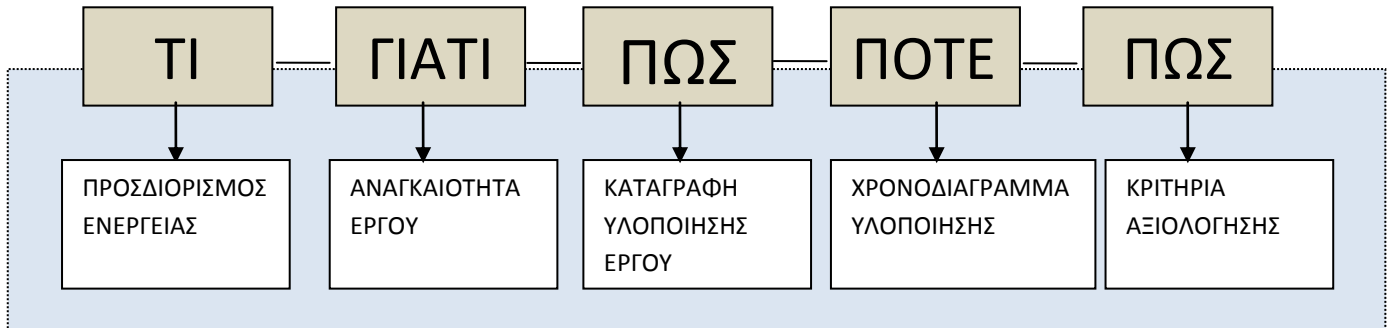 ΤΙ ΓΙΑΤΙ ΠΩΣ ΠΟΤΕ ΠΩΣ
ΠΡΟΣΔΙΟΡΙΣΜΟΣ
ΕΝΕΡΓΕΙΑΣ
ΑΝΑΓΚΑΙΟΤΗΤΑ
ΕΡΓΟΥ
ΚΑΤΑΓΡΑΦΗ
ΥΛΟΠΟΙΗΣΗΣ
ΕΡΓΟΥ
ΧΡΟΝΟΔΙΑΓΡΑΜΜΑ
ΥΛΟΠΟΙΗΣΗΣ
ΚΡΙΤΗΡΙΑ
ΑΞΙΟΛΟΓΗΣΗΣ